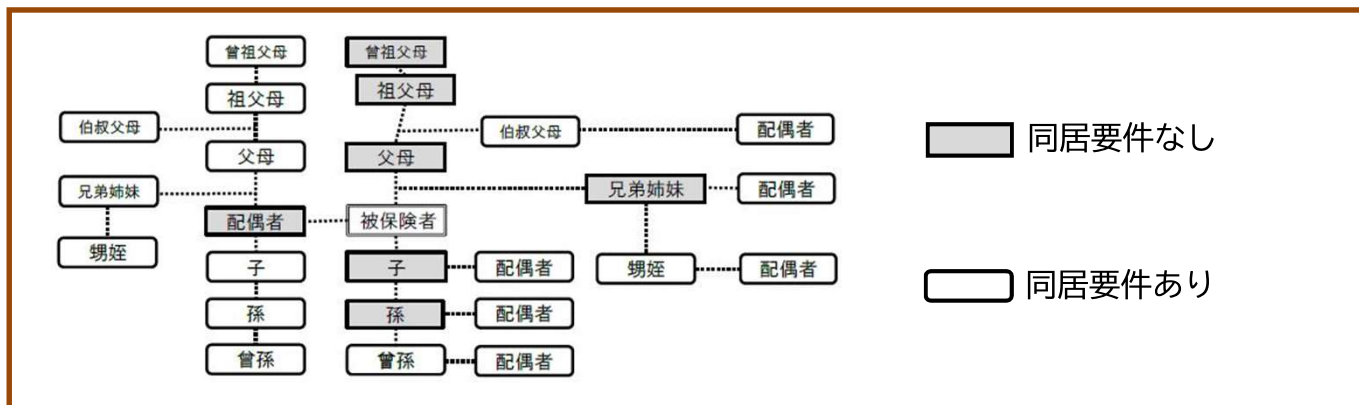 曾祖父母 曾祖父母
祖父母 祖父母
伯叔父母 伯叔父母 配偶者 同居要件なし
父母 父母
兄弟姉妹 兄弟姉妹 配偶者
配偶者 被保険者
甥姪 子 子 配偶者 甥姪 配偶者 同居要件あり
孫 孫 配偶者
曾孫 曾孫 配偶者